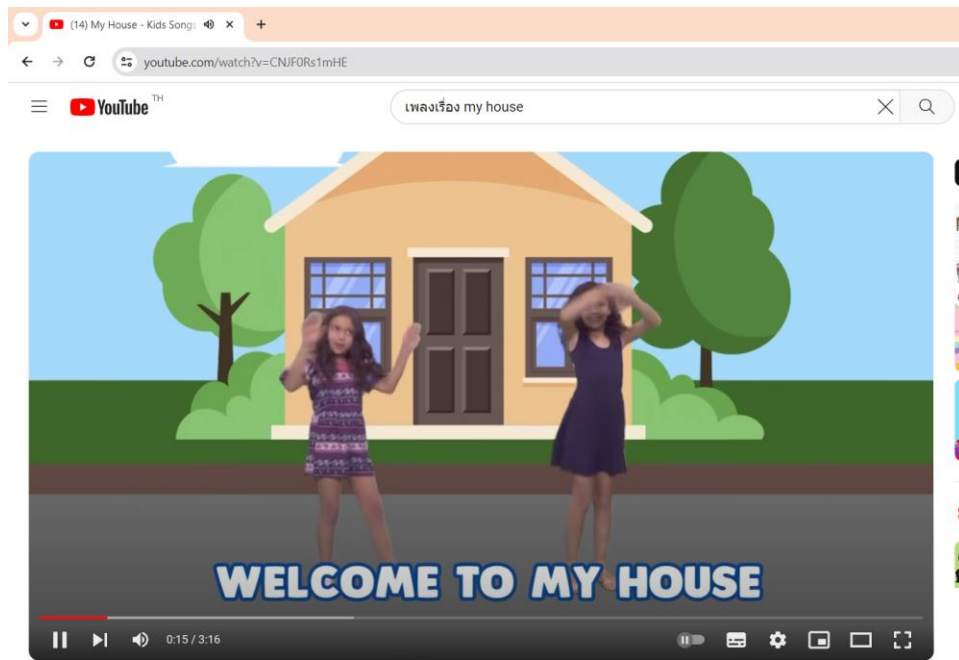 (14) My House - Kids Songs
youtube.com/watch?v=CNJF0Rs1mHE
YouTube TH
เพลงเรื่อง my house
WELCOME TO MY HOUSE
0:15 / 3:16